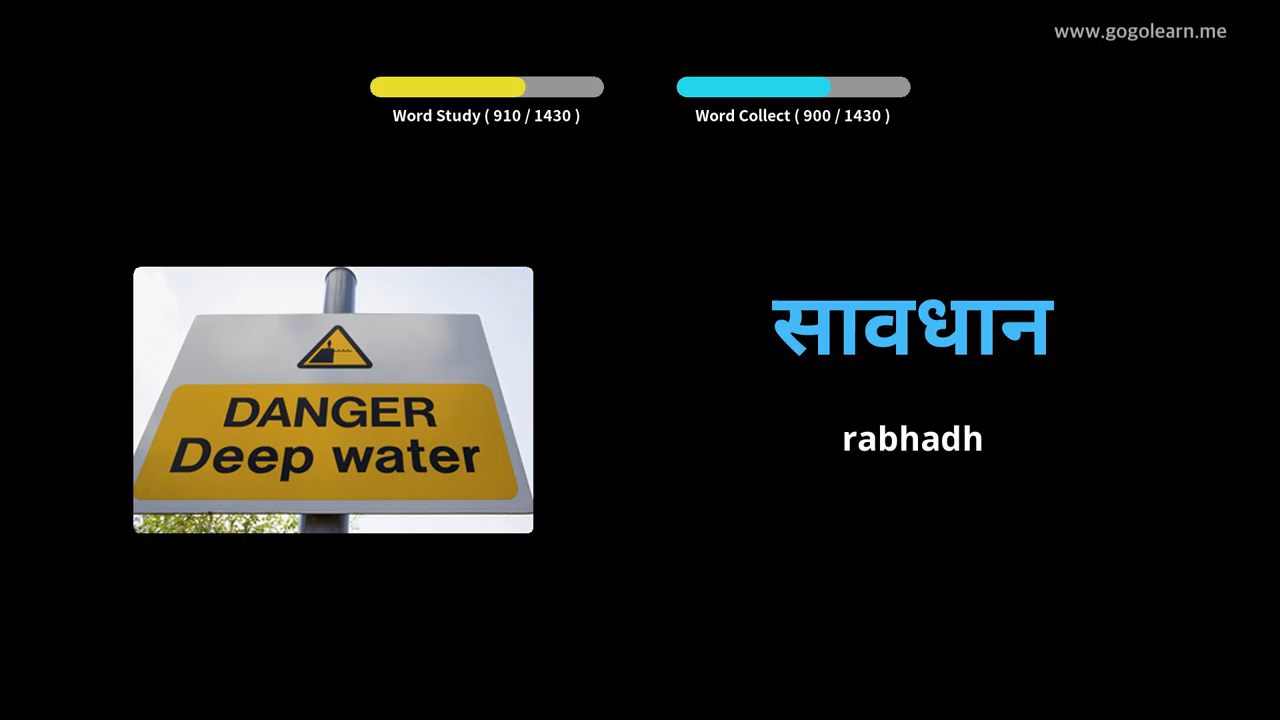 www.gogolearn.me
Word Study ( 910 / 1430 )
Word Collect ( 900 / 1430 )
DANGER
Deep water
सावधान
rabhadh